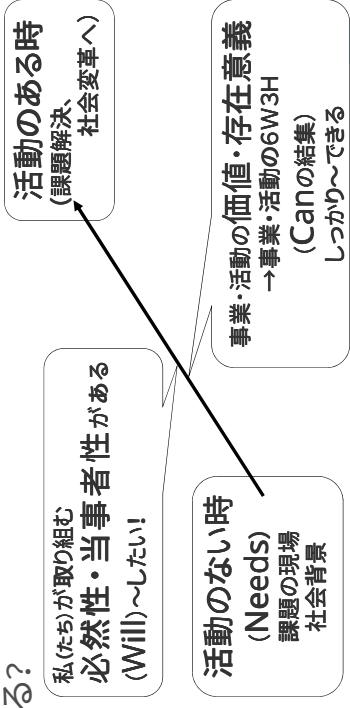 る?
私(たち)が取り組む
必然性・当事者性がある
(Will)～したい!
活動のある時
(課題解決、
社会変革へ)
活動のない時
(Needs)
課題の現場
社会背景
事業・活動の価値・存在意義
→事業・活動の6W3H
(Canの結集)
しっかり～できる